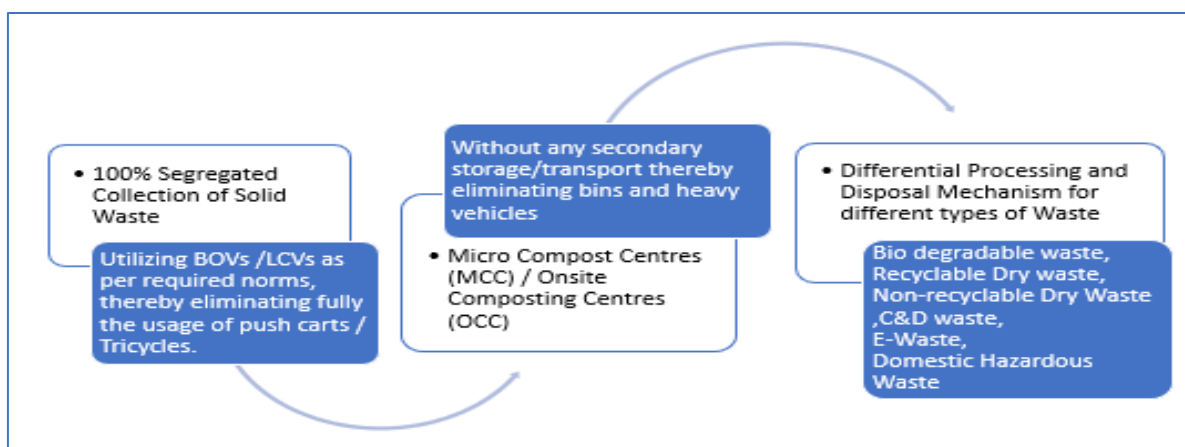 • 100% Segregated
Collection of Solid
Waste
Utilizing BOVs /LCVs as
per required norms,
thereby eliminating fully
the usage of push carts /
Tricycles.
Without any secondary
storage/transport thereby
eliminating bins and heavy
vehicles
• Micro Compost Centres
(MCC) / Onsite
Composting Centres
(OCC)
• Differential Processing and
Disposal Mechanism for
different types of Waste
Bio degradable waste,
Recyclable Dry waste,
Non-recyclable Dry Waste
,C&D waste,
E-Waste,
Domestic Hazardous
Waste